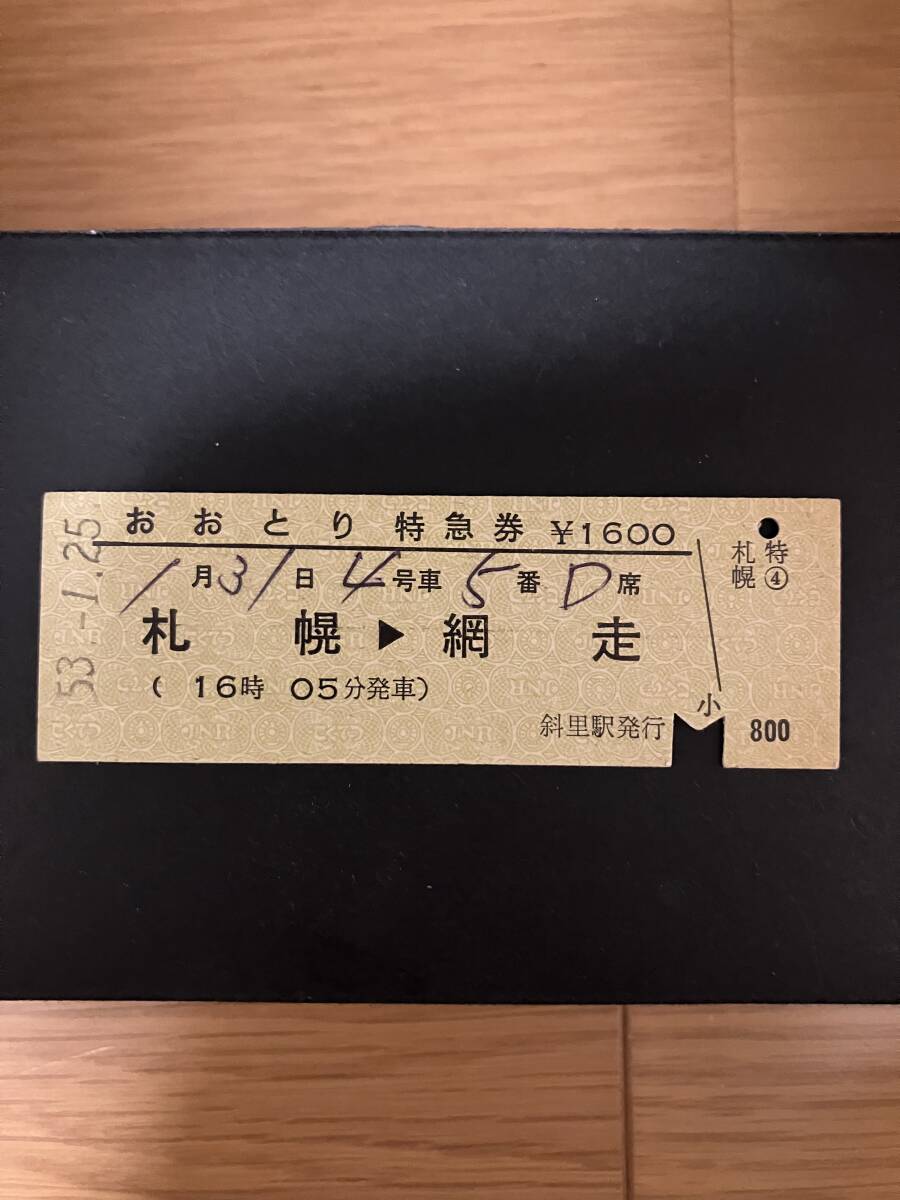 53.-1.25
おおとり 特急券 ¥1600
1月31日 4号車 5番 D席
札幌▶網走
(16時 05分発車)
斜里駅発行
小
特④
札幌
800